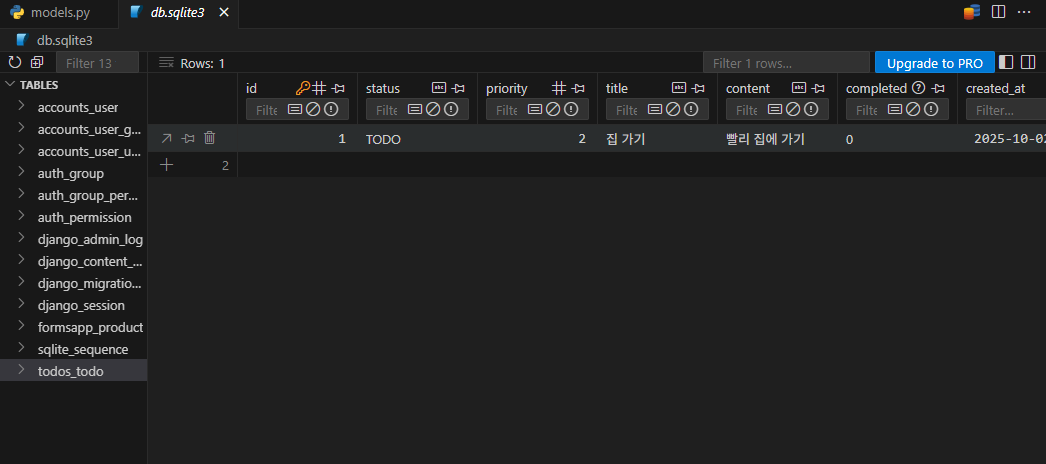 models.py db.sqlite3
db.sqlite3
Filter 13 Rows: 1 Filter 1 rows... Upgrade to PRO
TABLES
id status priority title content completed created_at
Filte Filte Filte Filte Filte Filte Filter...
accounts_user
accounts_user_g...
1 TODO 2 집 가기 빨리 집에 가기 0 2025-10-02
accounts_user_u...
2
auth_group
auth_group_per...
auth_permission
django_admin_log
django_content_...
django_migratio...
django_session
formsapp_product
sqlite_sequence
todos_todo